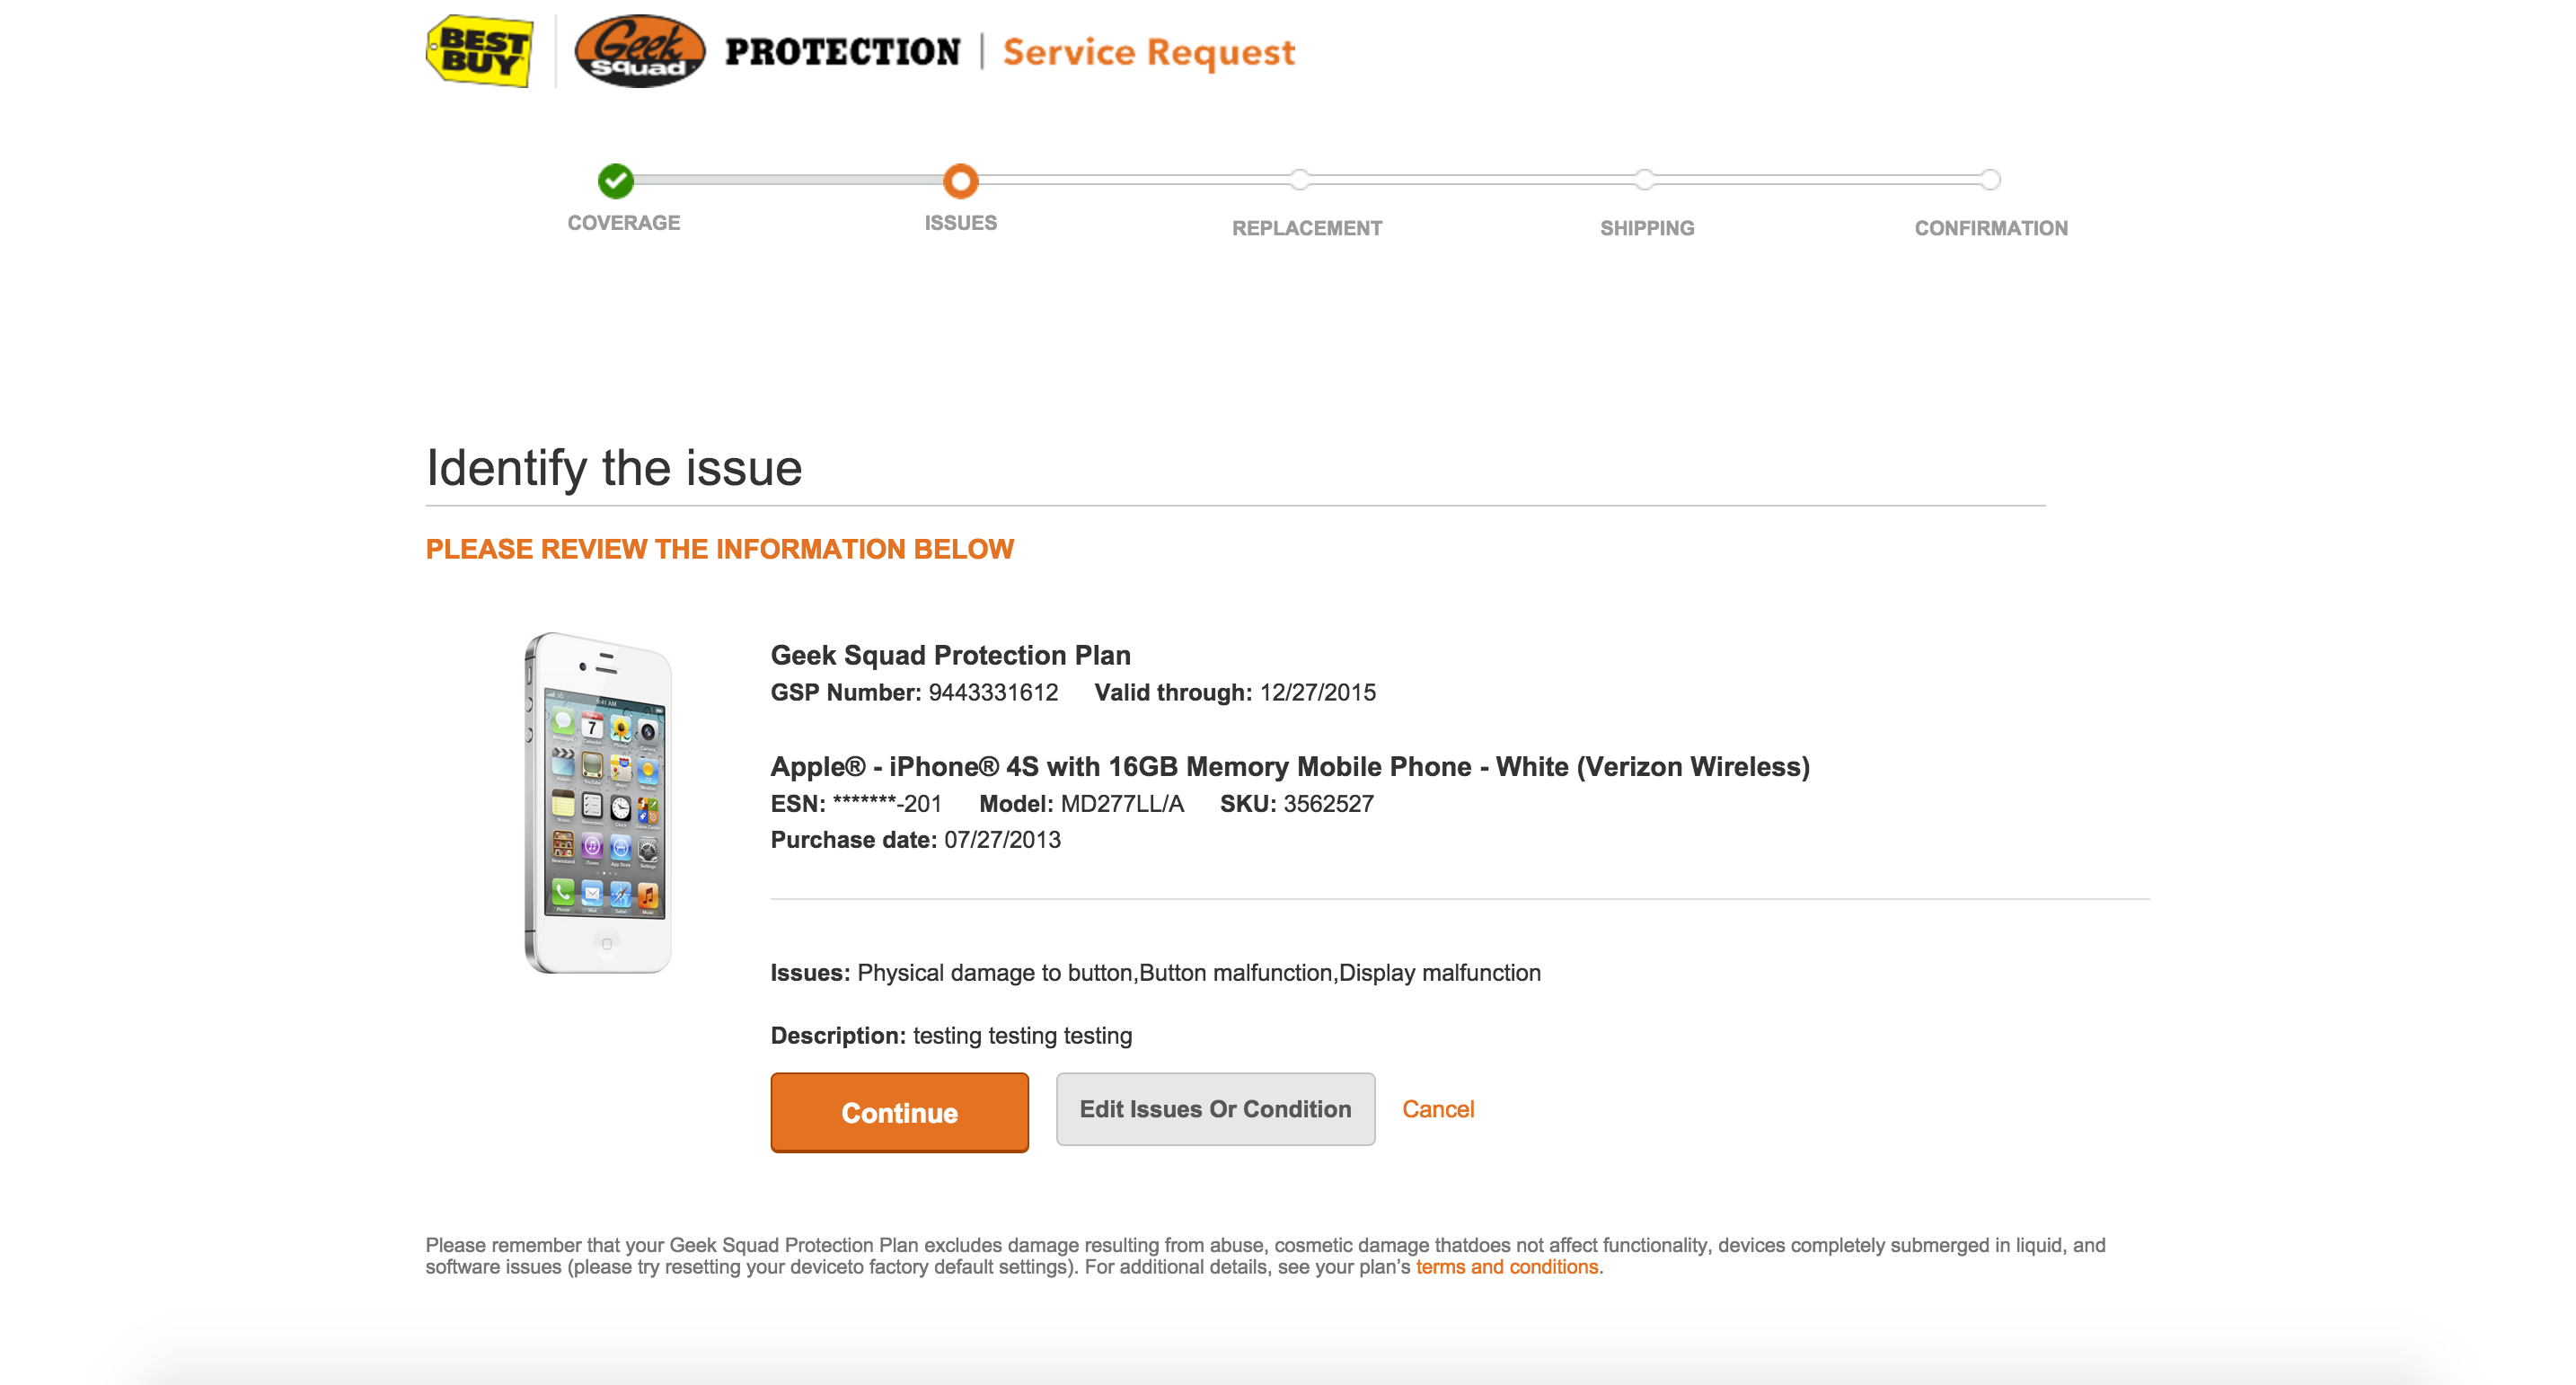 BEST BUY
Geek Squad PROTECTION | Service Request
COVERAGE ISSUES REPLACEMENT SHIPPING CONFIRMATION
Identify the issue
PLEASE REVIEW THE INFORMATION BELOW
Geek Squad Protection Plan
GSP Number: 9443331612 Valid through: 12/27/2015
Apple® - iPhone® 4S with 16GB Memory Mobile Phone - White (Verizon Wireless)
ESN: *******-201 Model: MD277LL/A SKU: 3562527
Purchase date: 07/27/2013
Issues: Physical damage to button,Button malfunction,Display malfunction
Description: testing testing testing
Continue Edit Issues Or Condition Cancel
Please remember that your Geek Squad Protection Plan excludes damage resulting from abuse, cosmetic damage thatdoes not affect functionality, devices completely submerged in liquid, and
software issues (please try resetting your deviceto factory default settings). For additional details, see your plan’s terms and conditions.